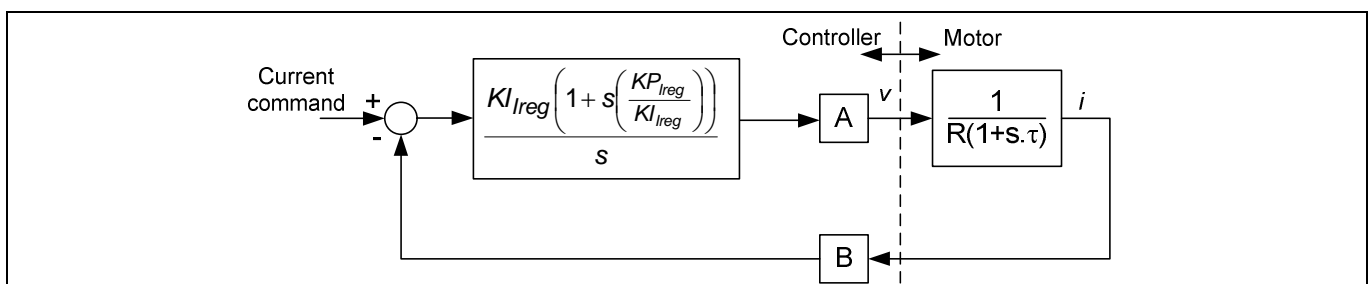 Controller Motor
Current
command
+
-
KI_Ireg(1+s(KP_Ireg/KI_Ireg))
s
A
v
1
R(1+s.τ)
i
B